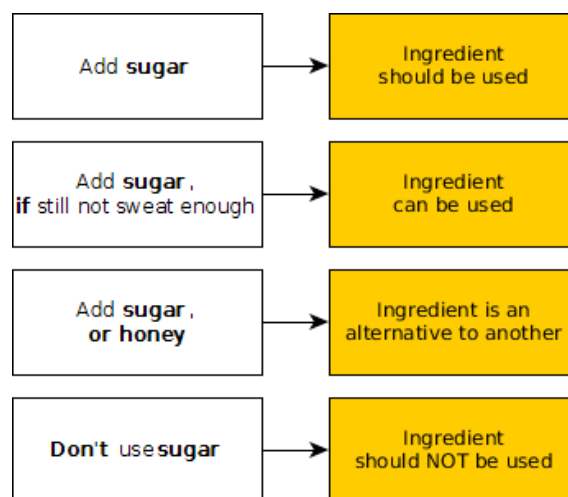 Add sugar
Ingredient
should be used
Add sugar,
if still not sweat enough
Ingredient
can be used
Add sugar,
or honey
Ingredient is an
alternative to another
Don't use sugar
Ingredient
should NOT be used